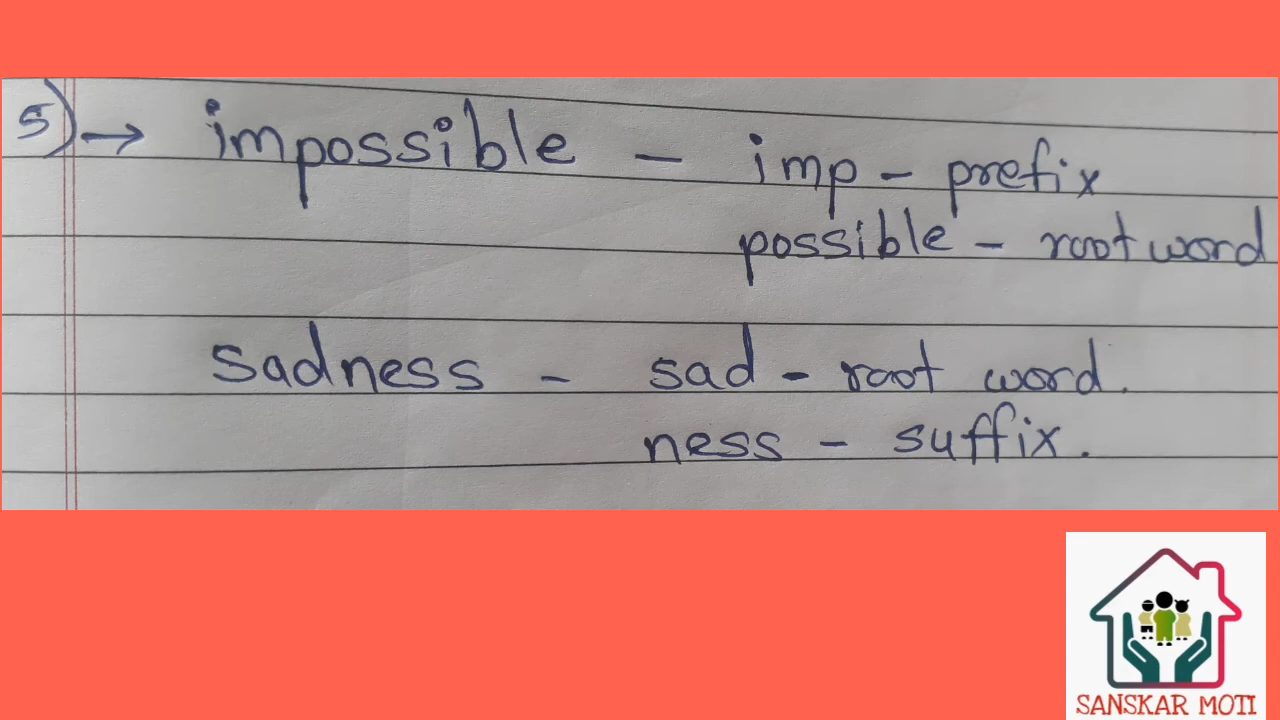 5) → impossible – imp – prefix
possible – root word
sadness – sad – root word.
ness – suffix.
SANSKAR MOTI